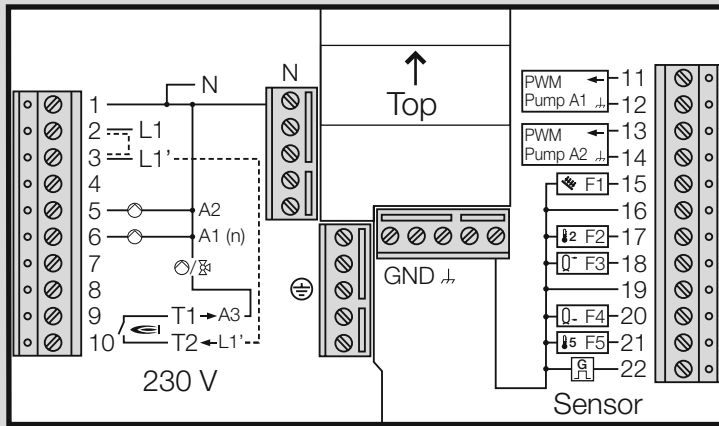 N
N
Top
1
2 L1
3 L1'
4
5 A2
6 A1 (n)
7
8
9 T1 A3
10 T2 L1'
230 V
GND
PWM
Pump A1
11
12
PWM
Pump A2
13
14
F1 15
16
2 F2 17
F3 18
19
F4 20
5 F5 21
G 22
Sensor